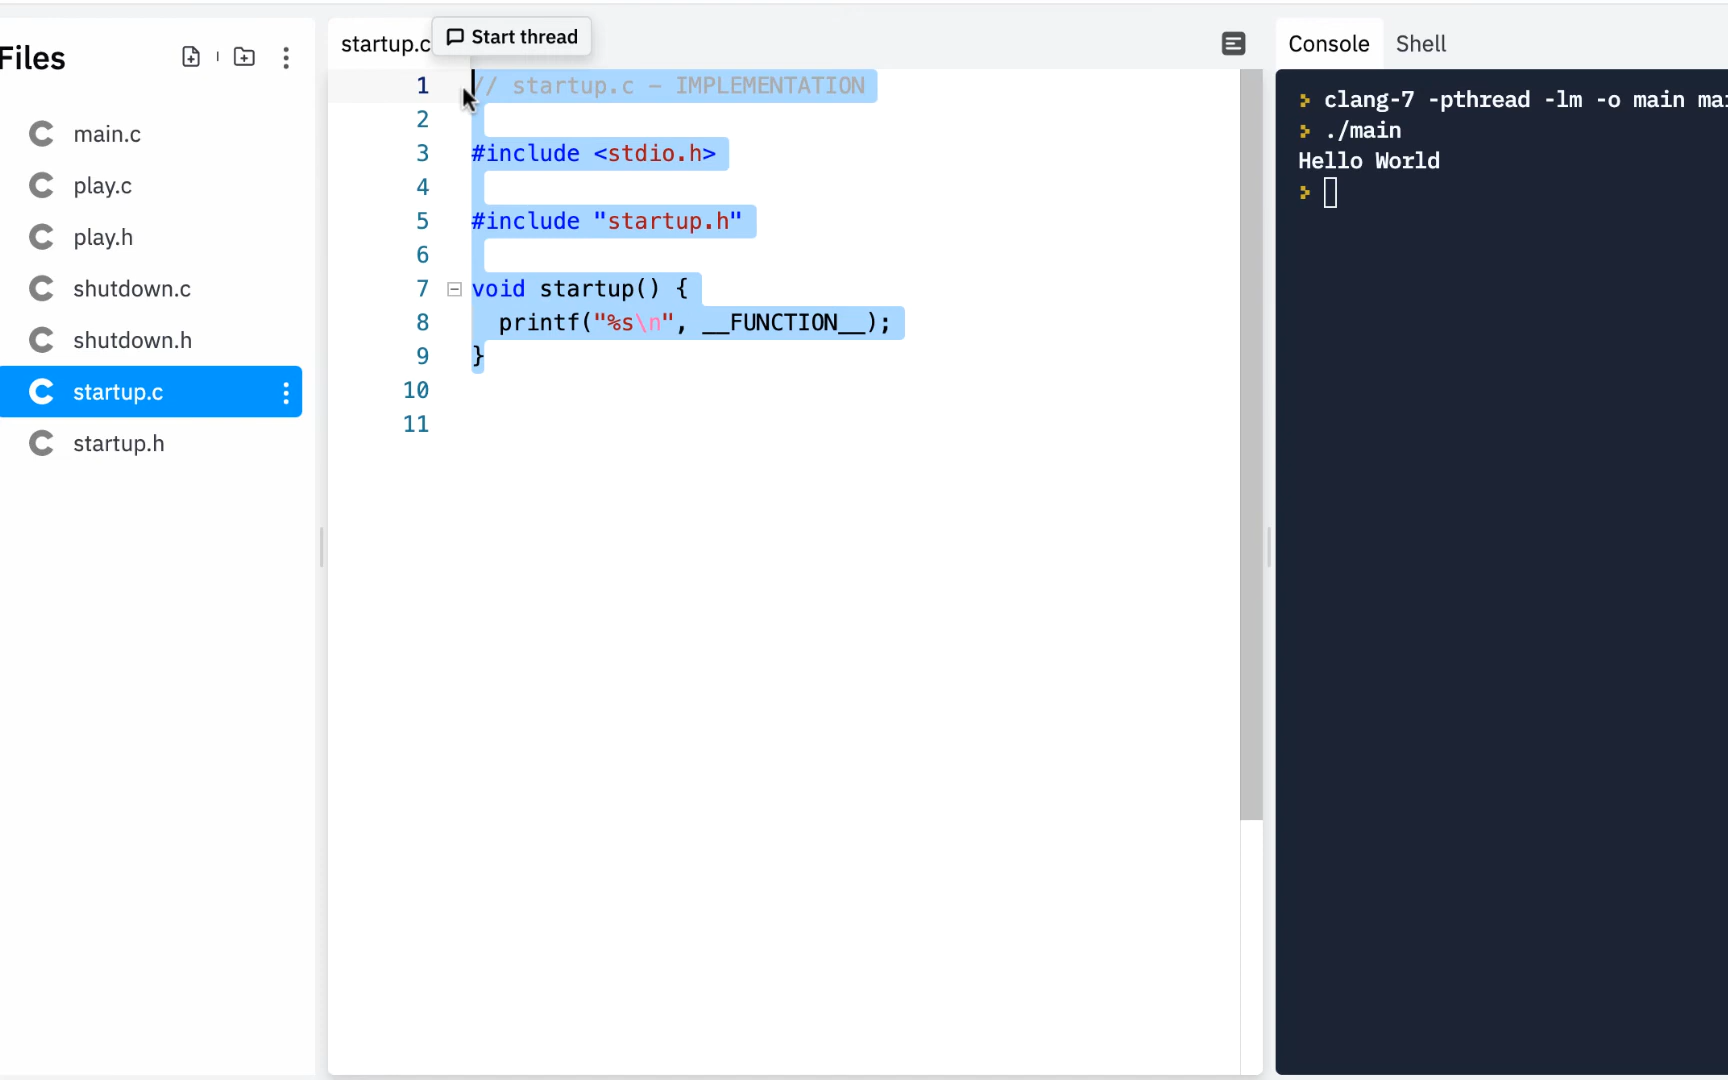 Files
main.c
play.c
play.h
shutdown.c
shutdown.h
startup.c
startup.h
startup.c
Start thread
1 // startup.c – IMPLEMENTATION
2
3 #include <stdio.h>
4
5 #include "startup.h"
6
7 void startup() {
8 printf("%s\n", __FUNCTION__);
9 }
10
11
Console Shell
clang-7 -pthread -lm -o main mai
./main
Hello World